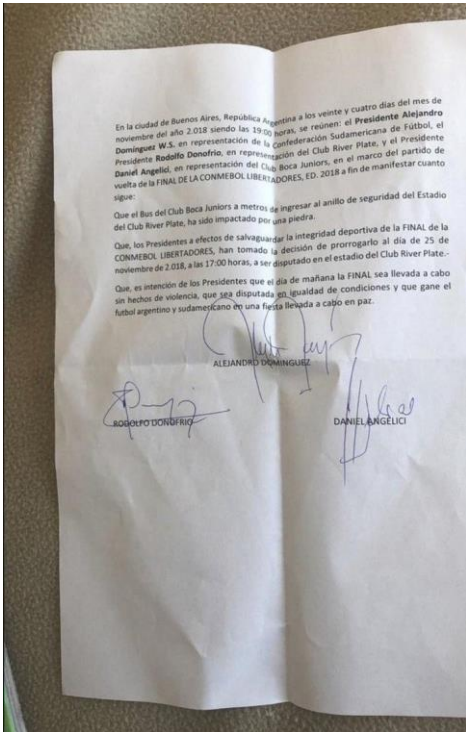 En la ciudad de Buenos Aires, República Argentina a los veinte y cuatro días del mes de
noviembre del año 2.018 siendo las 19:00 horas, se reúnen: el Presidente Alejandro
Domínguez W.S. en representación de la Confederación Sudamericana de Fútbol, el
Presidente Rodolfo Donofrio, en representación del Club River Plate, y el Presidente
Daniel Angelici, en representación del Club Boca Juniors, en el marco del partido de
vuelta de la FINAL DE LA CONMEBOL LIBERTADORES, ED. 2018 a fin de manifestar cuanto
sigue:
Que el Bus del Club Boca Juniors a metros de ingresar al anillo de seguridad del Estadio
del Club River Plate, ha sido impactado por una piedra.
Que, los Presidentes a efectos de salvaguardar la integridad deportiva de la FINAL de la
CONMEBOL LIBERTADORES, han tomado la decisión de prorrogarlo al día de 25 de
noviembre de 2.018, a las 17:00 horas, a ser disputado en el estadio del Club River Plate.-
Que, es intención de los Presidentes que el día de mañana la FINAL sea llevada a cabo
sin hechos de violencia, que sea disputada en igualdad de condiciones y que gane el
futbol argentino y sudamericano en una fiesta llevada a cabo en paz.
ALEJANDRO DOMINGUEZ
RODOLFO DONOFRIO
DANIEL ANGELICI